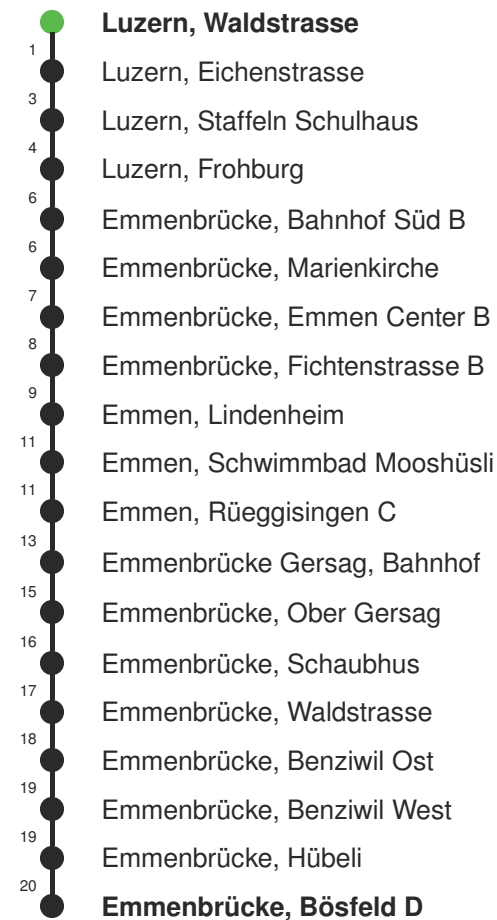 Luzern, Waldstrasse
1
Luzern, Eichenstrasse
3
Luzern, Staffeln Schulhaus
4
Luzern, Frohburg
6
Emmenbrücke, Bahnhof Süd B
6
Emmenbrücke, Marienkirche
7
Emmenbrücke, Emmen Center B
8
Emmenbrücke, Fichtenstrasse B
9
Emmen, Lindenheim
11
Emmen, Schwimmbad Mooshüsli
11
Emmen, Rüeggisingen C
13
Emmenbrücke Gersag, Bahnhof
15
Emmenbrücke, Ober Gersag
16
Emmenbrücke, Schaubhus
17
Emmenbrücke, Waldstrasse
18
Emmenbrücke, Benziwil Ost
19
Emmenbrücke, Benziwil West
19
Emmenbrücke, Hübeli
20
Emmenbrücke, Bösfeld D